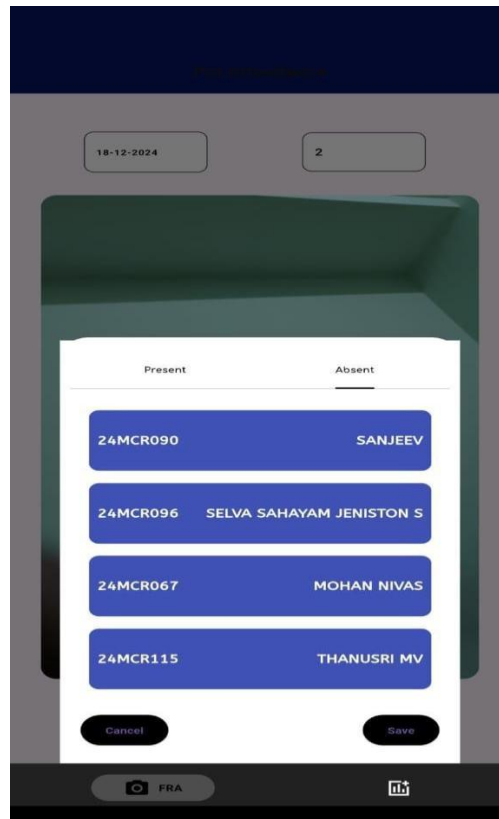 18-12-2024 2
Present Absent
24MCR090 SANJEEV
24MCR096 SELVA SAHAYAM JENISTON S
24MCR067 MOHAN NIVAS
24MCR115 THANUSRI MV
Cancel Save
FRA